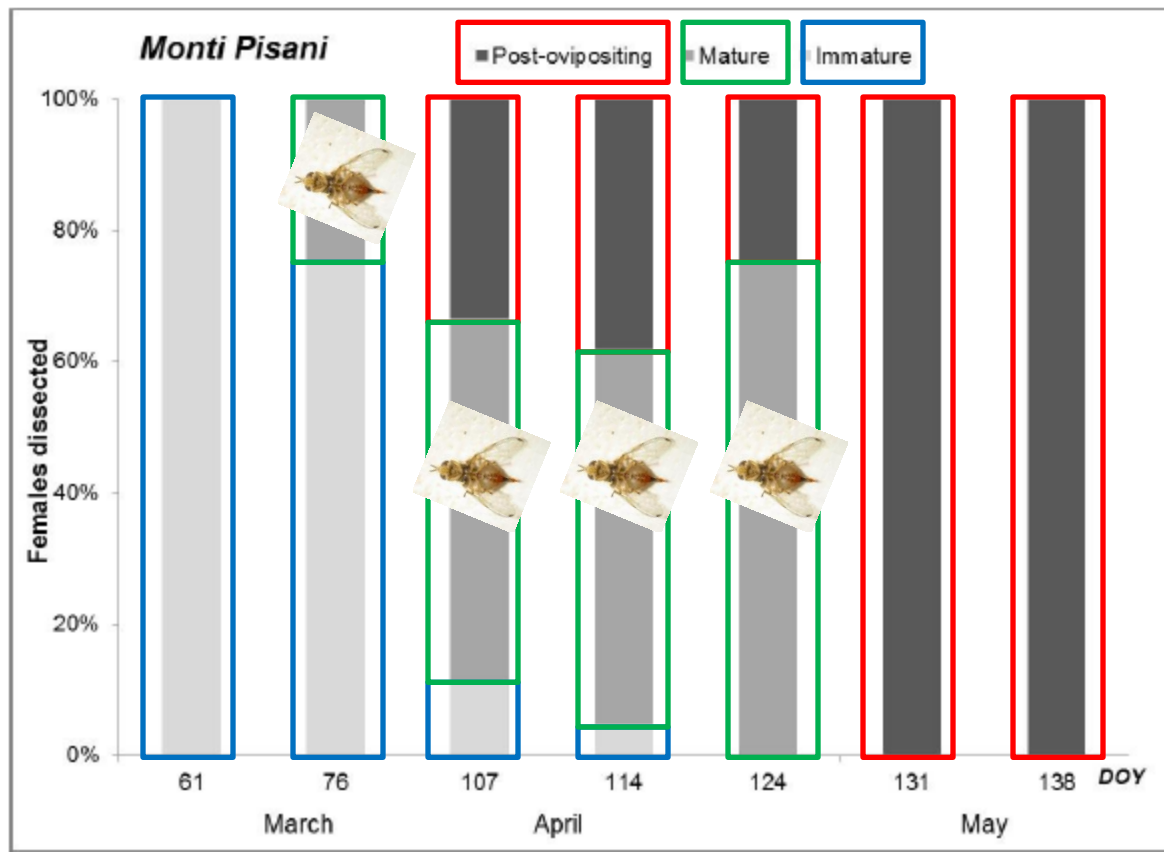 Monti Pisani
Post-ovipositing Mature Immature
100%
80%
60%
40%
20%
0%
Females dissected
61 76 107 114 124 131 138 DOY
March April May